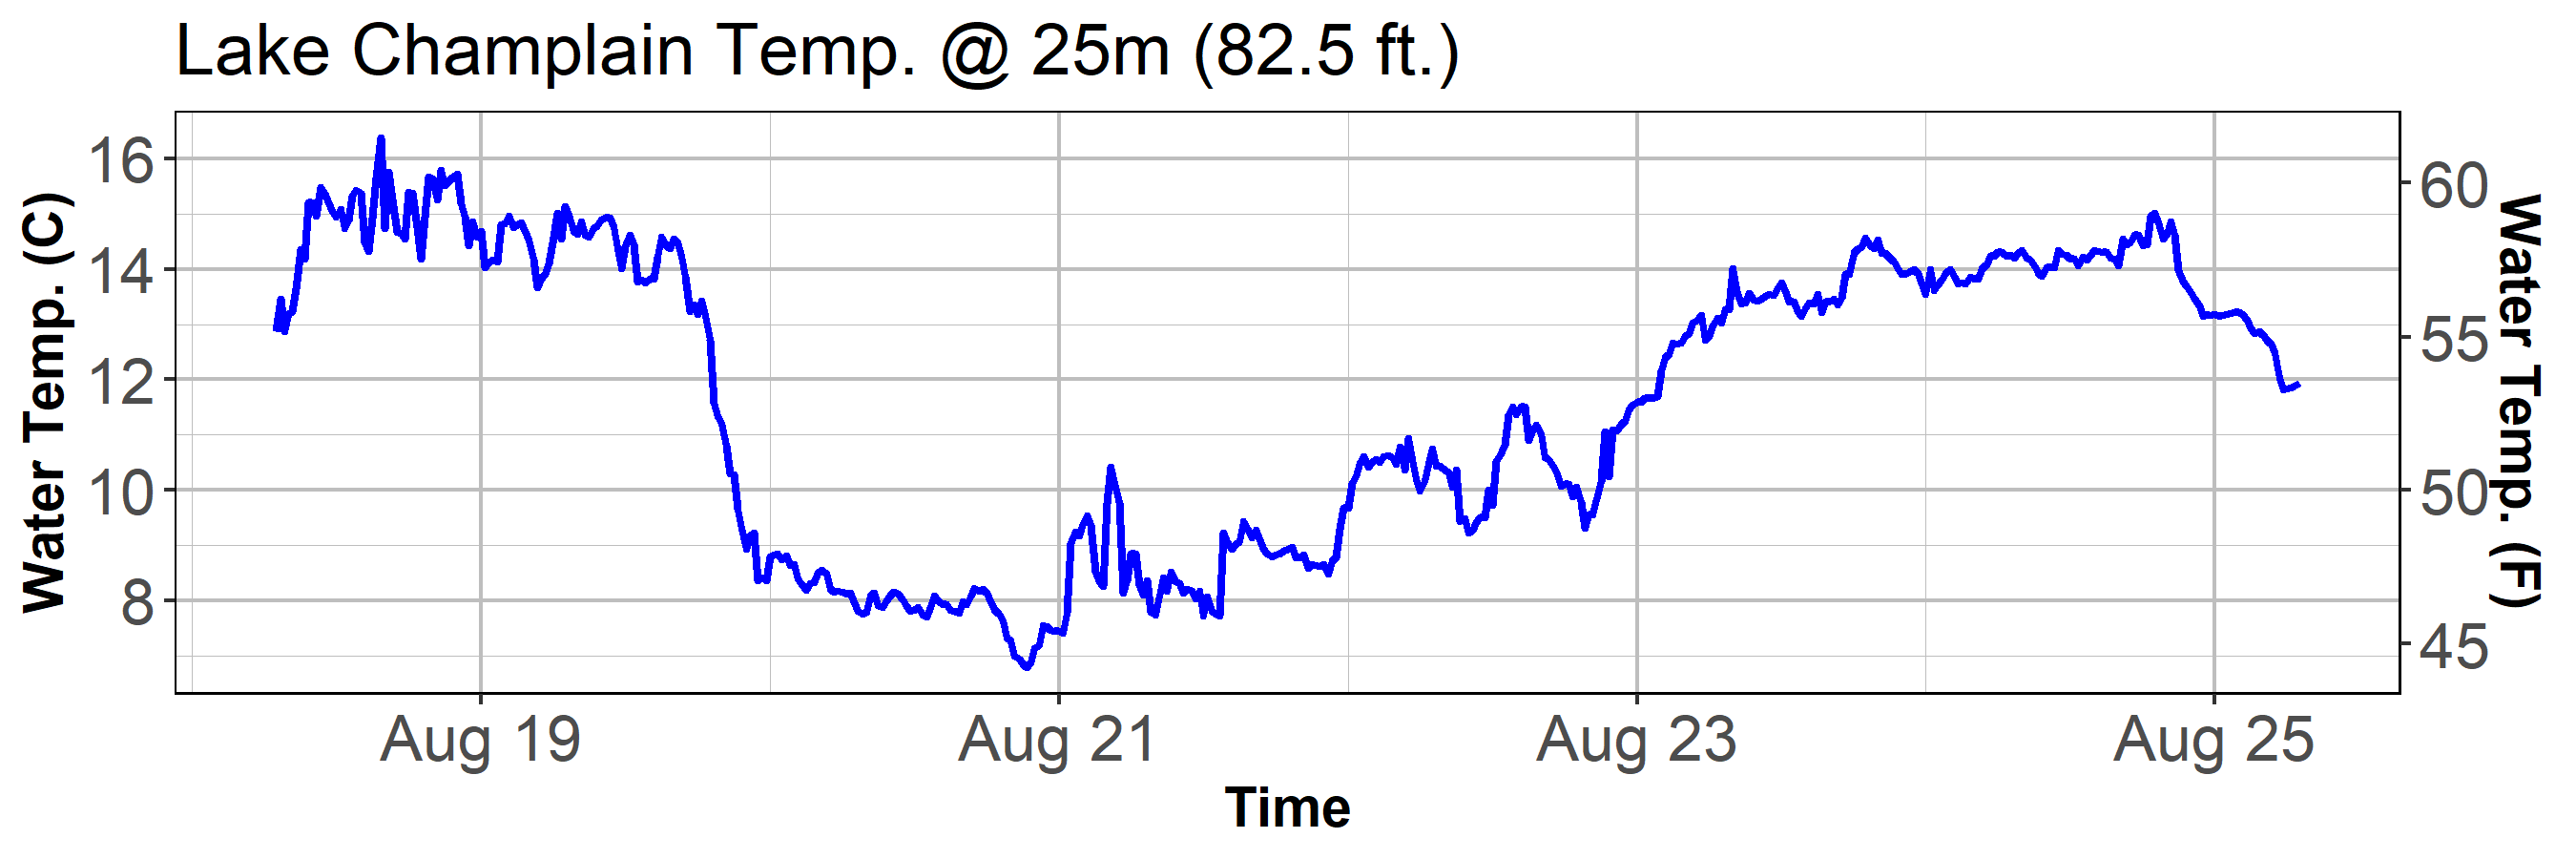 Lake Champlain Temp. @ 25m (82.5 ft.)
Water Temp. (C)
16
14
12
10
8
60
55
50
45
Water Temp. (F)
Aug 19 Aug 21 Aug 23 Aug 25
Time